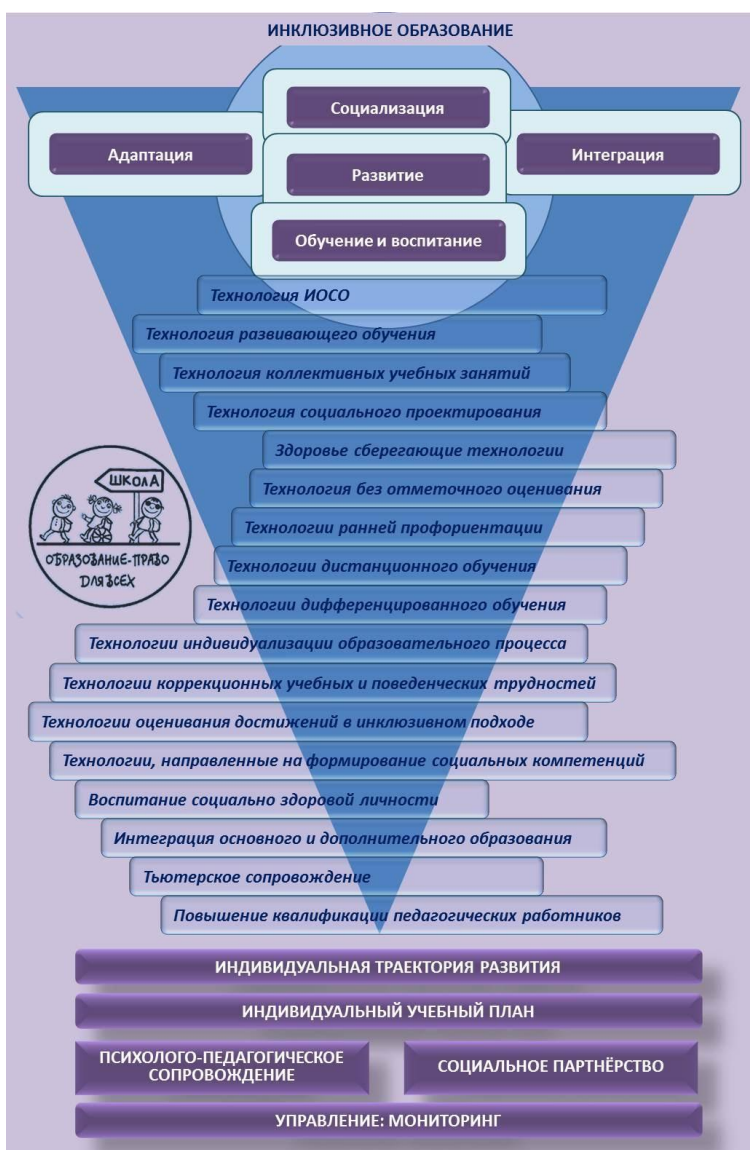 ИНКЛЮЗИВНОЕ ОБРАЗОВАНИЕ
Социализация
Адаптация
Интеграция
Развитие
Обучение и воспитание
Технология ИОСО
Технология развивающего обучения
Технология коллективных учебных занятий
Технология социального проектирования
Здоровье сберегающие технологии
Технология без отметочного оценивания
Технологии ранней профориентации
Технологии дистанционного обучения
Технологии дифференцированного обучения
ШКОЛА
ОБРАЗОВАНИЕ-ПРАВО
ДЛЯ ВСЕХ
Технологии индивидуализации образовательного процесса
Технологии коррекционных учебных и поведенческих трудностей
Технологии оценивания достижений в инклюзивном подходе
Технологии, направленные на формирование социальных компетенций
Воспитание социально здоровой личности
Интеграция основного и дополнительного образования
Тьютерское сопровождение
Повышение квалификации педагогических работников
ИНДИВИДУАЛЬНАЯ ТРАЕКТОРИЯ РАЗВИТИЯ
ИНДИВИДУАЛЬНЫЙ УЧЕБНЫЙ ПЛАН
ПСИХОЛОГО-ПЕДАГОГИЧЕСКОЕ
СОПРОВОЖДЕНИЕ
СОЦИАЛЬНОЕ ПАРТНЁРСТВО
УПРАВЛЕНИЕ: МОНИТОРИНГ